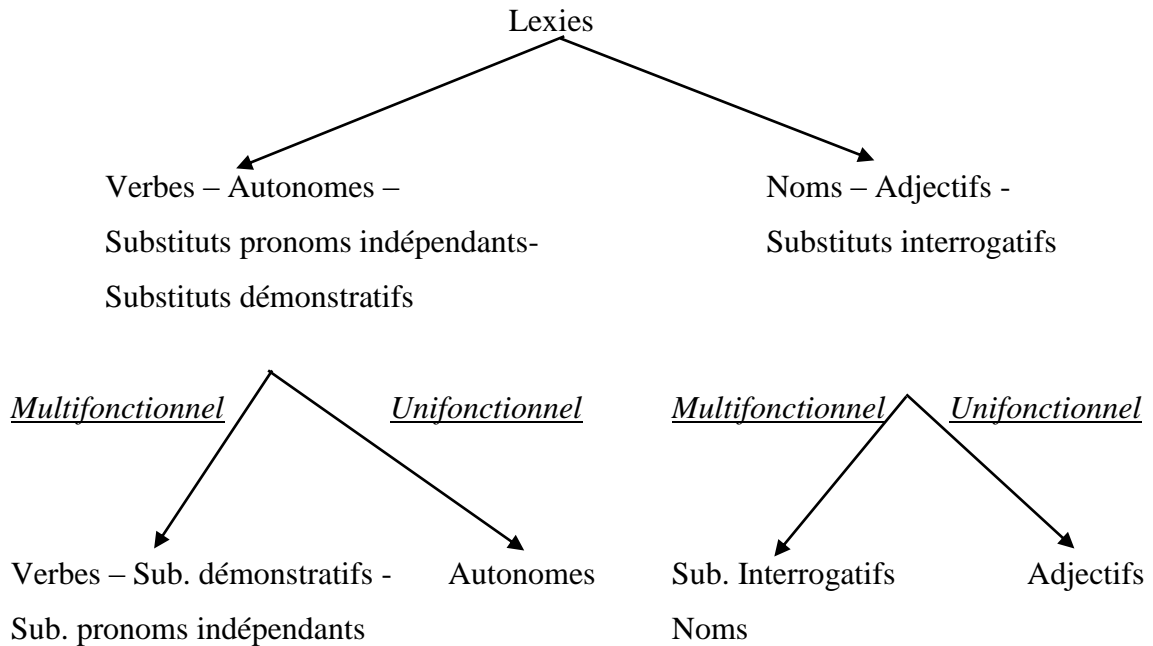 Lexies
Verbes – Autonomes –
Substituts pronoms indépendants-
Substituts démonstratifs
Noms – Adjectifs -
Substituts interrogatifs
Multifonctionnel
Unifonctionnel
Multifonctionnel
Unifonctionnel
Verbes – Sub. démonstratifs -
Sub. pronoms indépendants
Autonomes
Sub. Interrogatifs
Noms
Adjectifs